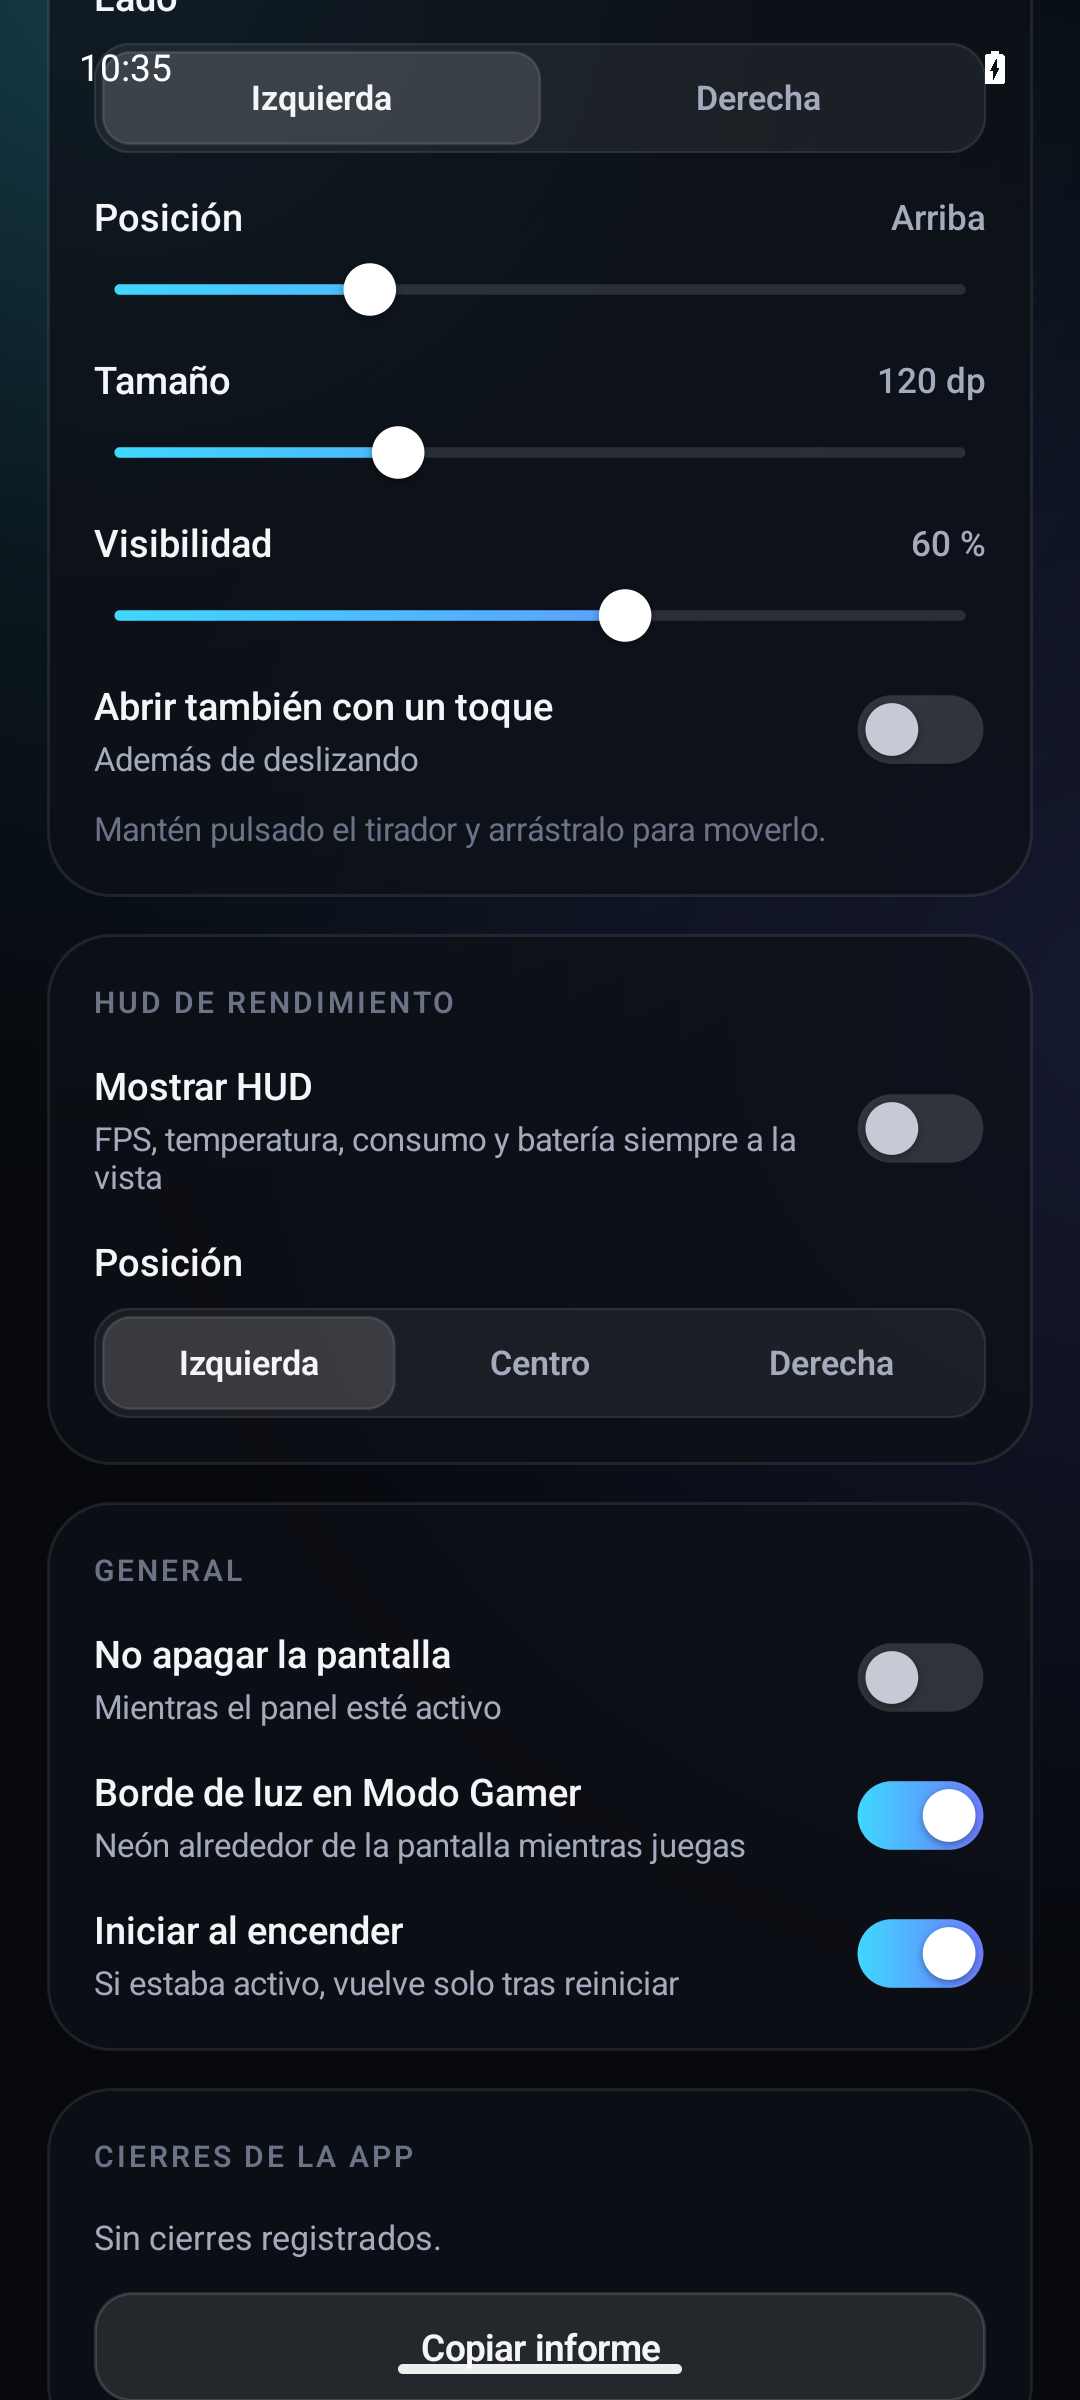 Lado
10:35
Izquierda
Derecha
Posición
Arriba
Tamaño
120 dp
Visibilidad
60 %
Abrir también con un toque
Además de deslizando
Mantén pulsado el tirador y arrástralo para moverlo.
HUD DE RENDIMIENTO
Mostrar HUD
FPS, temperatura, consumo y batería siempre a la
vista
Posición
Izquierda
Centro
Derecha
GENERAL
No apagar la pantalla
Mientras el panel esté activo
Borde de luz en Modo Gamer
Neón alrededor de la pantalla mientras juegas
Iniciar al encender
Si estaba activo, vuelve solo tras reiniciar
CIERRES DE LA APP
Sin cierres registrados.
Copiar informe